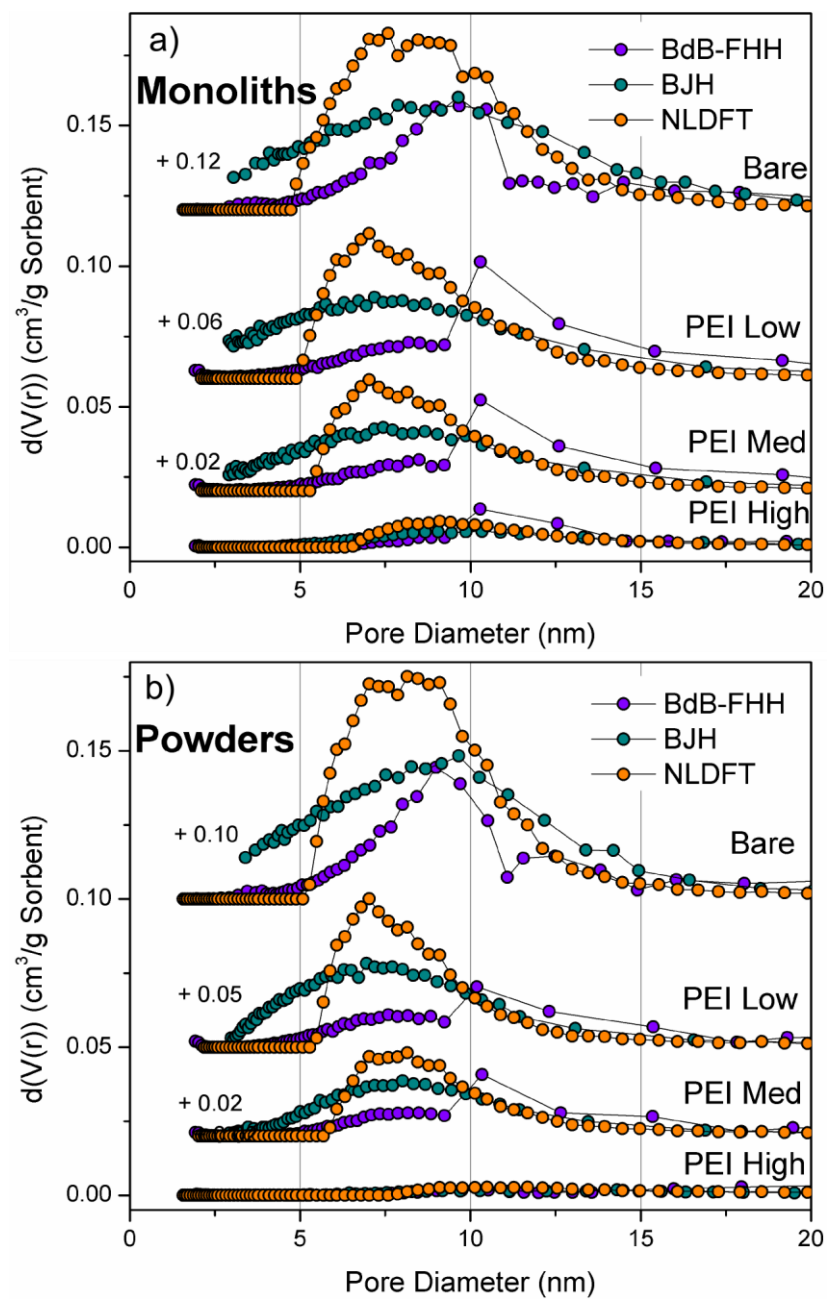 a)
Monoliths
BdB-FHH
BJH
NLDFT
+ 0.12
Bare
+ 0.06
PEI Low
+ 0.02
PEI Med
PEI High
0.15
0.10
0.05
0.00
d(V(r)) (cm³/g Sorbent)
0 5 10 15 20
Pore Diameter (nm)
b)
Powders
BdB-FHH
BJH
NLDFT
+ 0.10
Bare
+ 0.05
PEI Low
+ 0.02
PEI Med
PEI High
0.15
0.10
0.05
0.00
d(V(r)) (cm³/g Sorbent)
0 5 10 15 20
Pore Diameter (nm)